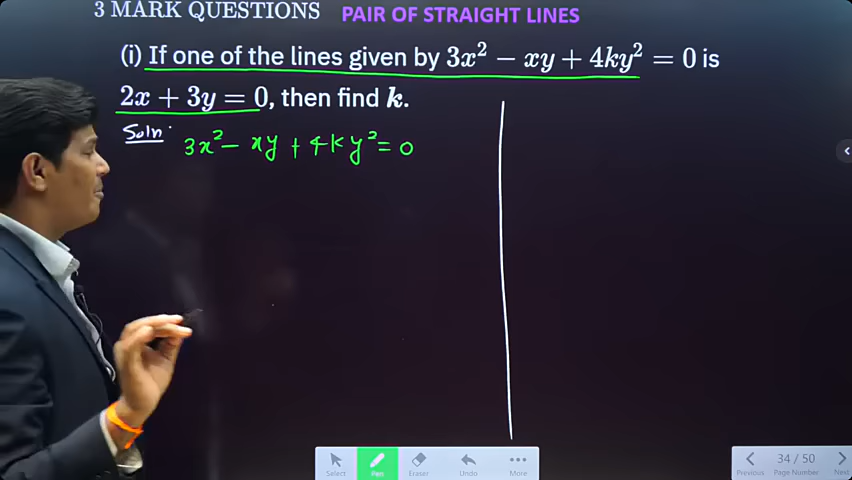 3 MARK QUESTIONS PAIR OF STRAIGHT LINES
(i) If one of the lines given by 3x² − xy + 4ky² = 0 is
2x + 3y = 0, then find k.
Soln:
3x² − xy + 4ky² = 0
Select Pen Eraser Undo More
34 / 50
Previous Page Number Next